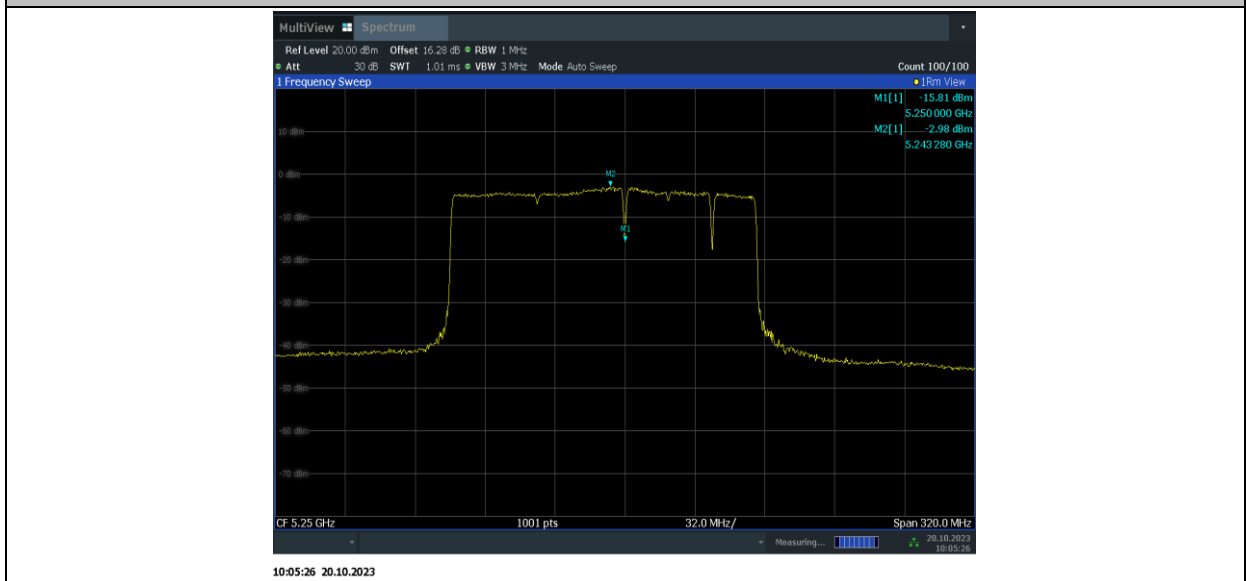 MultiView Spectrum
Ref Level 20.00 dBm Offset 16.28 dB RBW 1 MHz
Att 30 dB SWT 1.01 ms VBW 3 MHz Mode Auto Sweep Count 100/100
1 Frequency Sweep 1Rm View
M1[1] -15.81 dBm
5.250 000 GHz
10 dBm
M2[1] -2.98 dBm
5.243 280 GHz
0 dBm
M2
-10 dBm
M1
-20 dBm
-30 dBm
-40 dBm
-50 dBm
-60 dBm
-70 dBm
CF 5.25 GHz 1001 pts 32.0 MHz/ Span 320.0 MHz
Measuring... 20.10.2023
10:05:26
10:05:26 20.10.2023